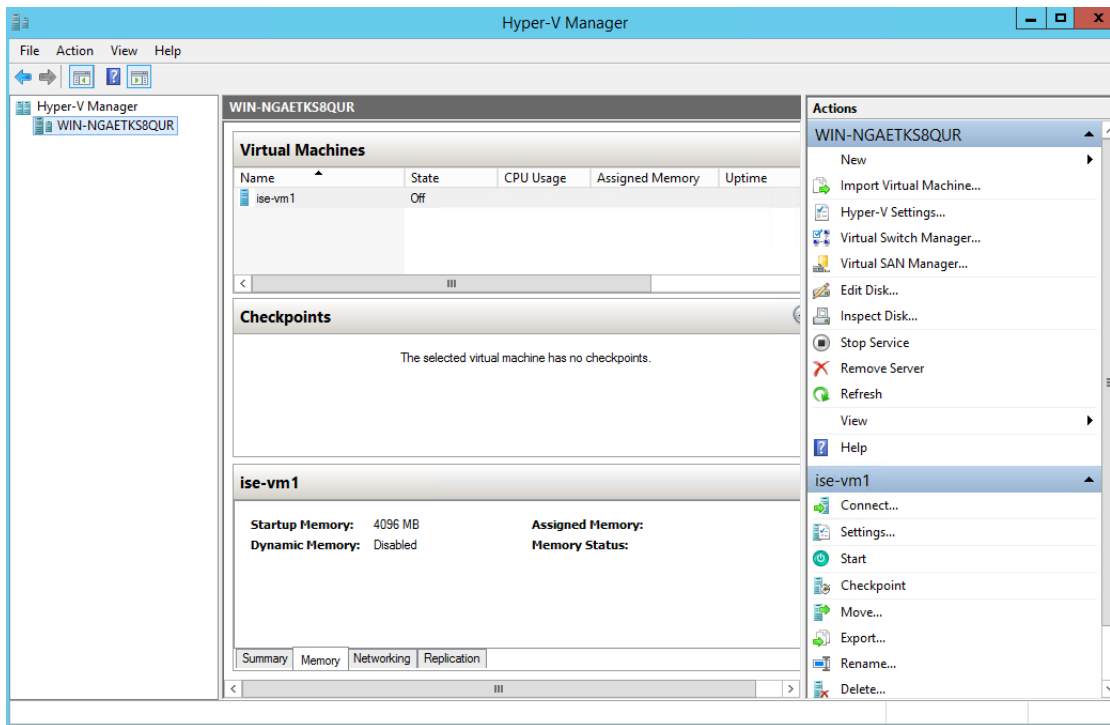 Hyper-V Manager
File Action View Help
Hyper-V Manager
WIN-NGAETKS8QUR
WIN-NGAETKS8QUR
Virtual Machines
Name State CPU Usage Assigned Memory Uptime
ise-vm1 Off
Checkpoints
The selected virtual machine has no checkpoints.
ise-vm1
Startup Memory: 4096 MB Assigned Memory:
Dynamic Memory: Disabled Memory Status:
Summary Memory Networking Replication
Actions
WIN-NGAETKS8QUR
New
Import Virtual Machine...
Hyper-V Settings...
Virtual Switch Manager...
Virtual SAN Manager...
Edit Disk...
Inspect Disk...
Stop Service
Remove Server
Refresh
View
Help
ise-vm1
Connect...
Settings...
Start
Checkpoint
Move...
Export...
Rename...
Delete...